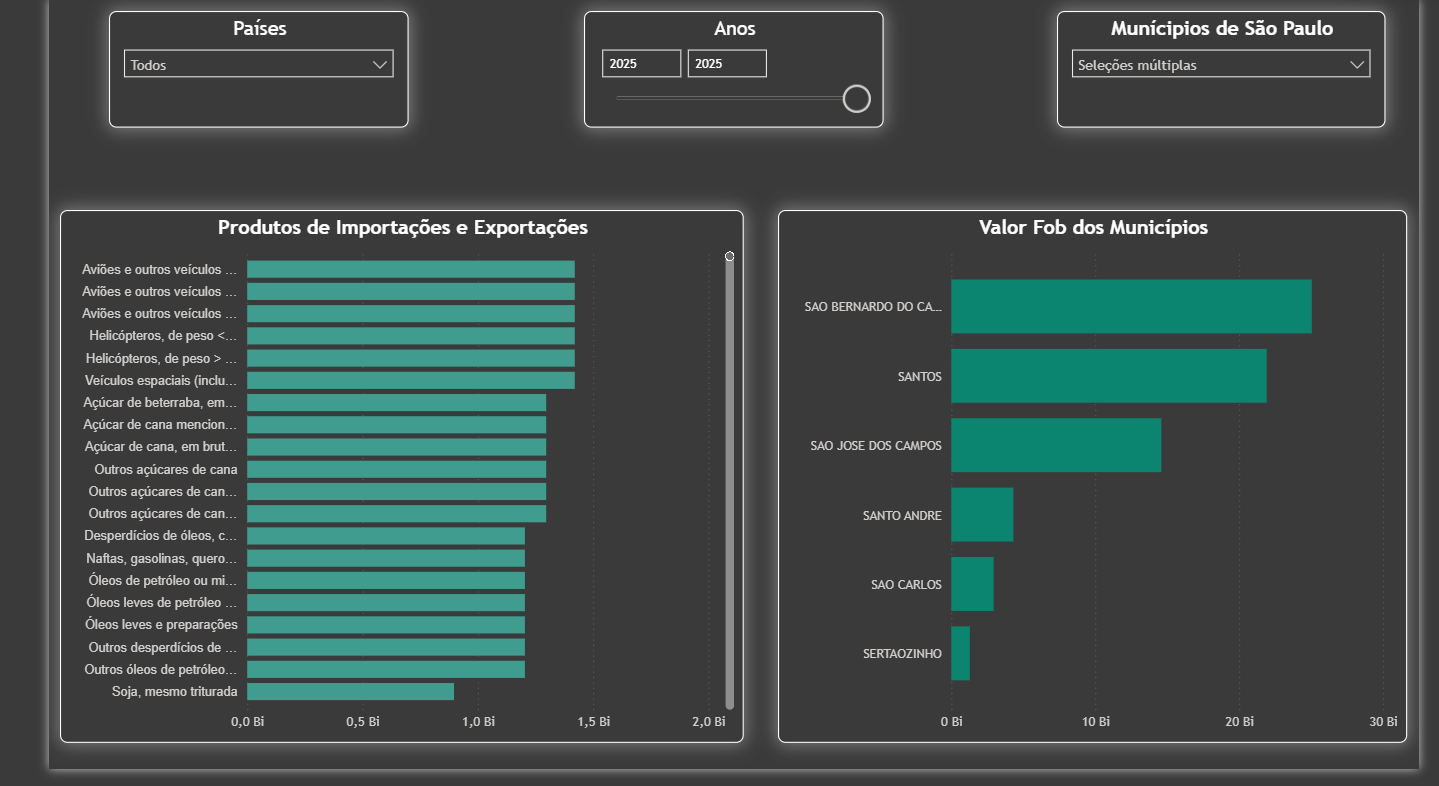 Países
Todos
Anos
2025
2025
Munícipios de São Paulo
Seleções múltiplas
Produtos de Importações e Exportações
Aviões e outros veículos ...
Aviões e outros veículos ...
Aviões e outros veículos ...
Helicópteros, de peso <...
Helicópteros, de peso > ...
Veículos espaciais (inclu...
Açúcar de beterraba, em...
Açúcar de cana mencion...
Açúcar de cana, em brut...
Outros açúcares de cana
Outros açúcares de can...
Outros açúcares de can...
Desperdícios de óleos, c...
Naftas, gasolinas, quero...
Óleos de petróleo ou mi...
Óleos leves de petróleo ...
Óleos leves e preparações
Outros desperdícios de ...
Outros óleos de petróleo...
Soja, mesmo triturada
0,0 Bi 0,5 Bi 1,0 Bi 1,5 Bi 2,0 Bi
Valor Fob dos Municípios
SAO BERNARDO DO CA...
SANTOS
SAO JOSE DOS CAMPOS
SANTO ANDRE
SAO CARLOS
SERTAOZINHO
0 Bi 10 Bi 20 Bi 30 Bi